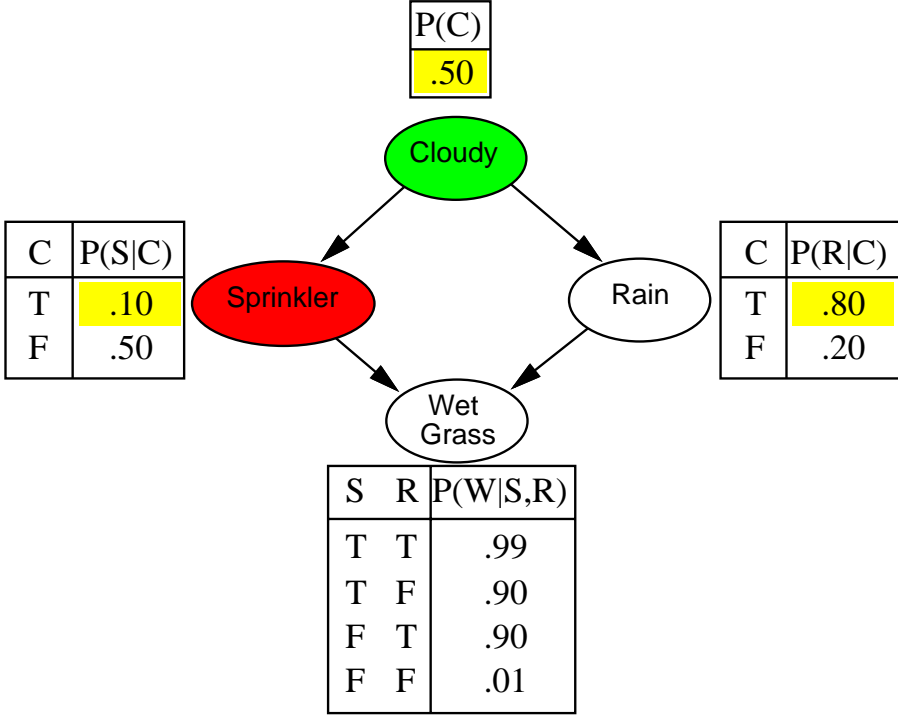 P(C)
.50
Cloudy
C P(S|C)
T .10
F .50
Sprinkler
Rain
C P(R|C)
T .80
F .20
Wet
Grass
S R P(W|S,R)
T T .99
T F .90
F T .90
F F .01